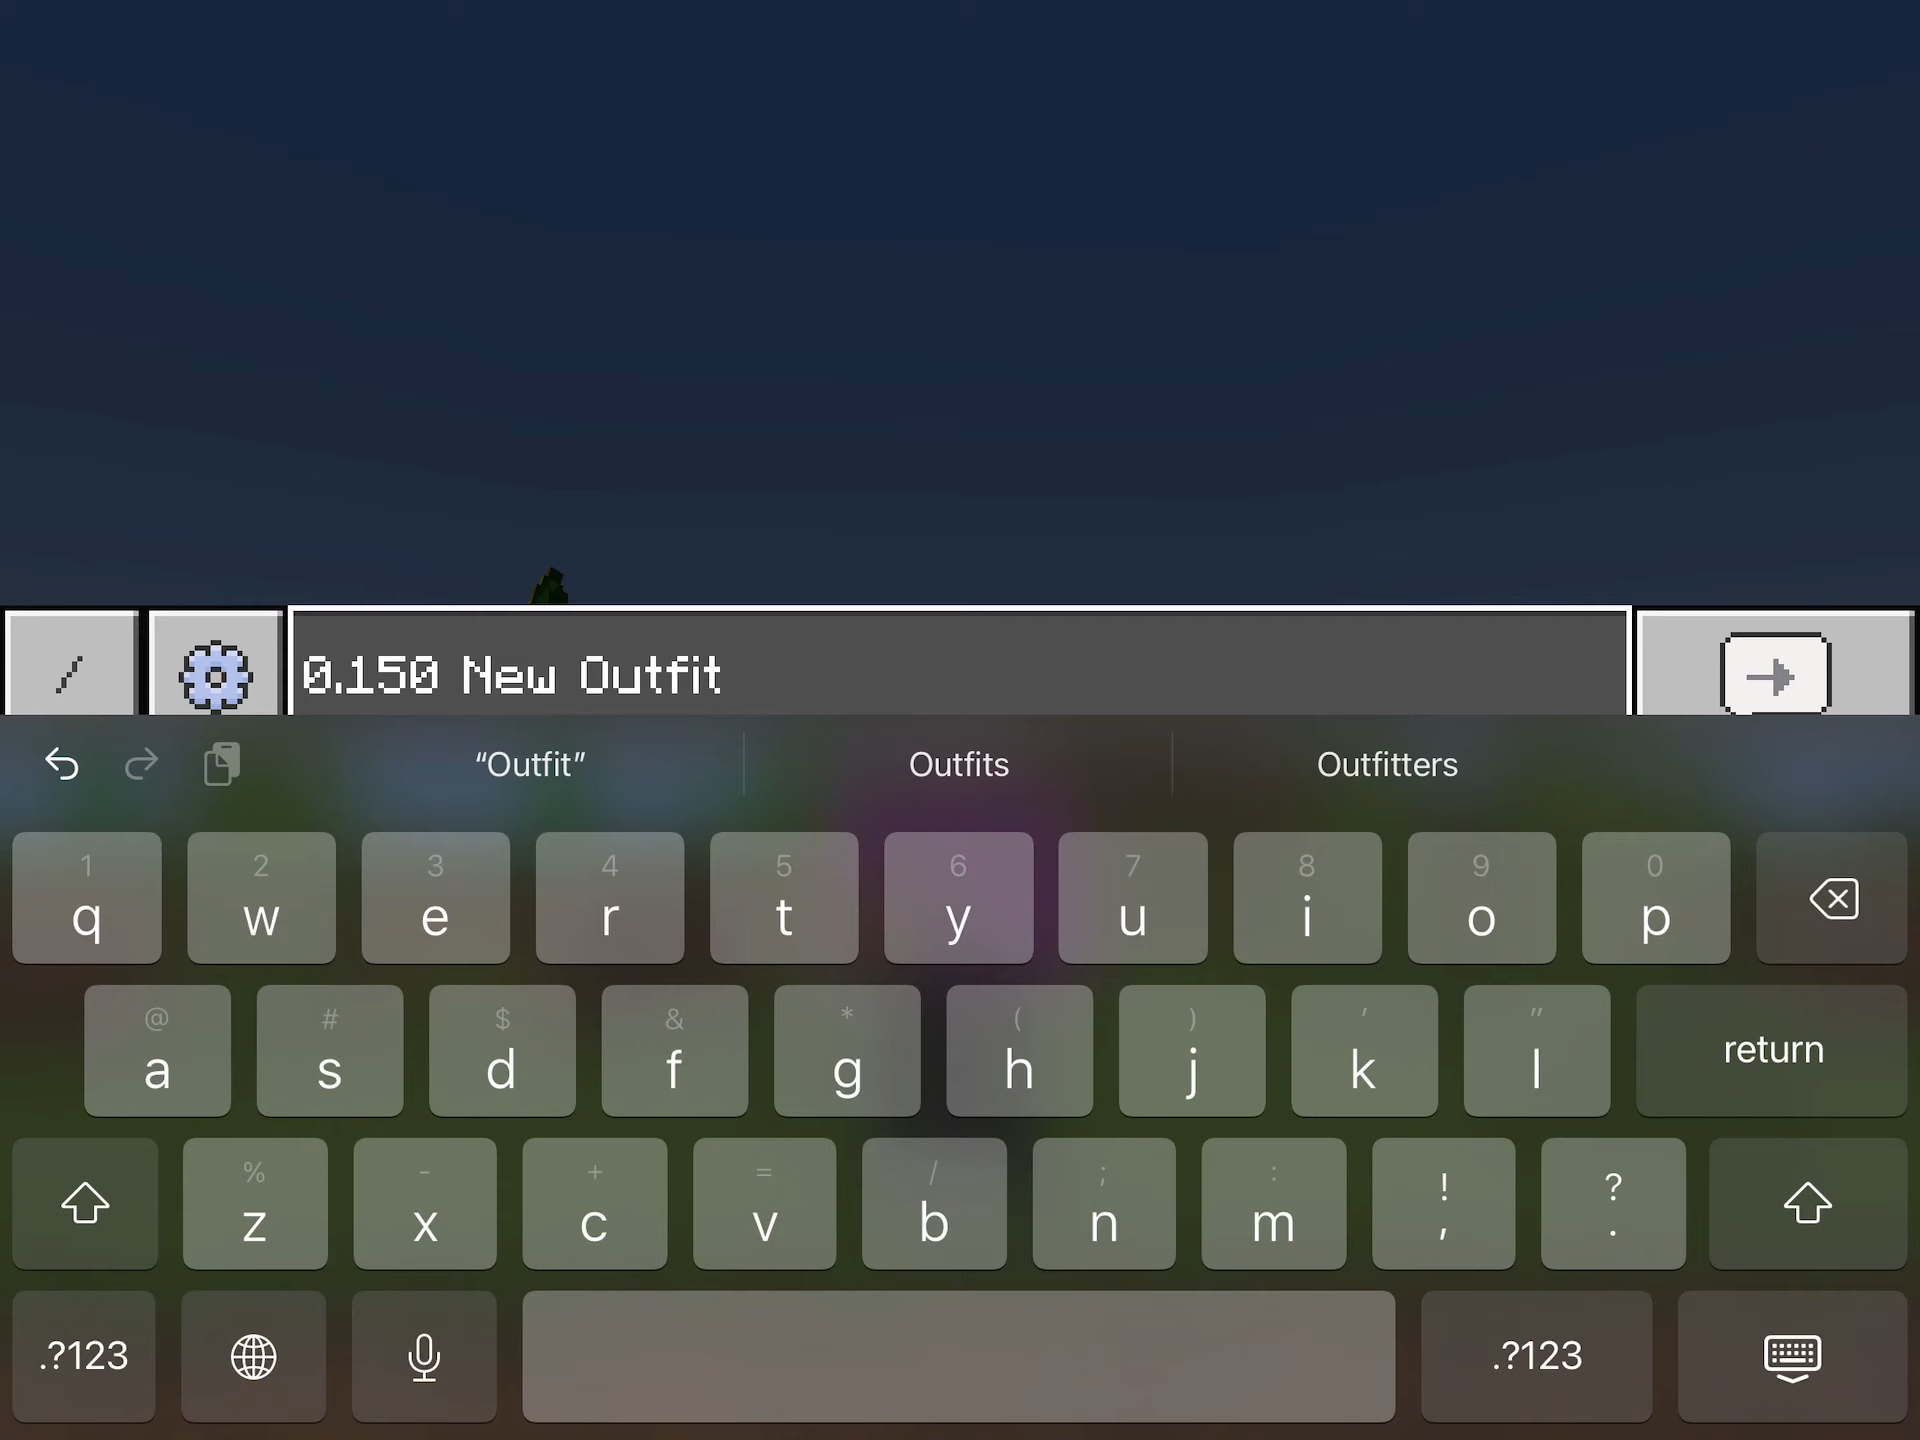 / 0.150 New Outfit
“Outfit” Outfits Outfitters
1 2 3 4 5 6 7 8 9 0
q w e r t y u i o p
@ # $ & * ( ) ′ ″
a s d f g h j k l return
% - + = / ; : ! ?
z x c v b n m , .
.?123 .?123